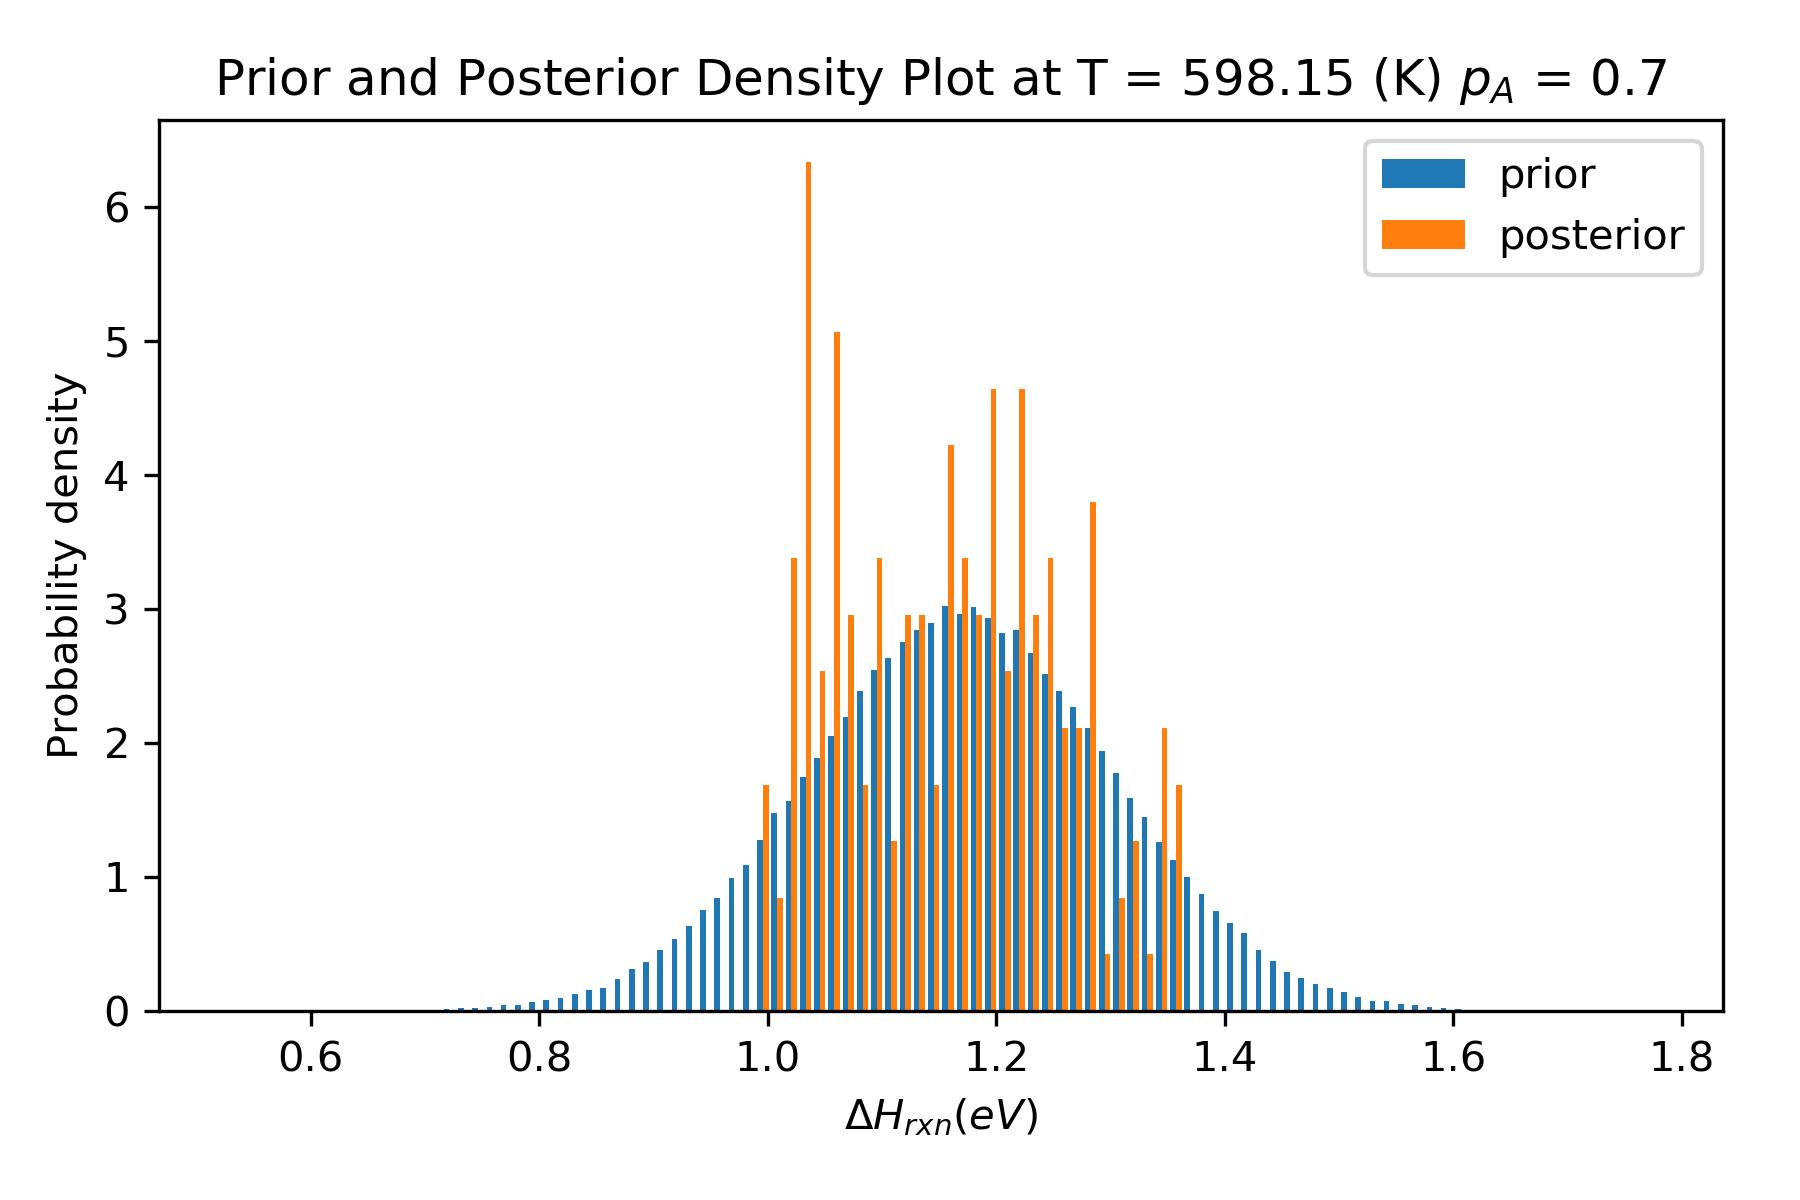 Prior and Posterior Density Plot at T = 598.15 (K) p_A = 0.7
prior
posterior
Probability density
6
5
4
3
2
1
0
0.6 0.8 1.0 1.2 1.4 1.6 1.8
ΔH_rxn(eV)